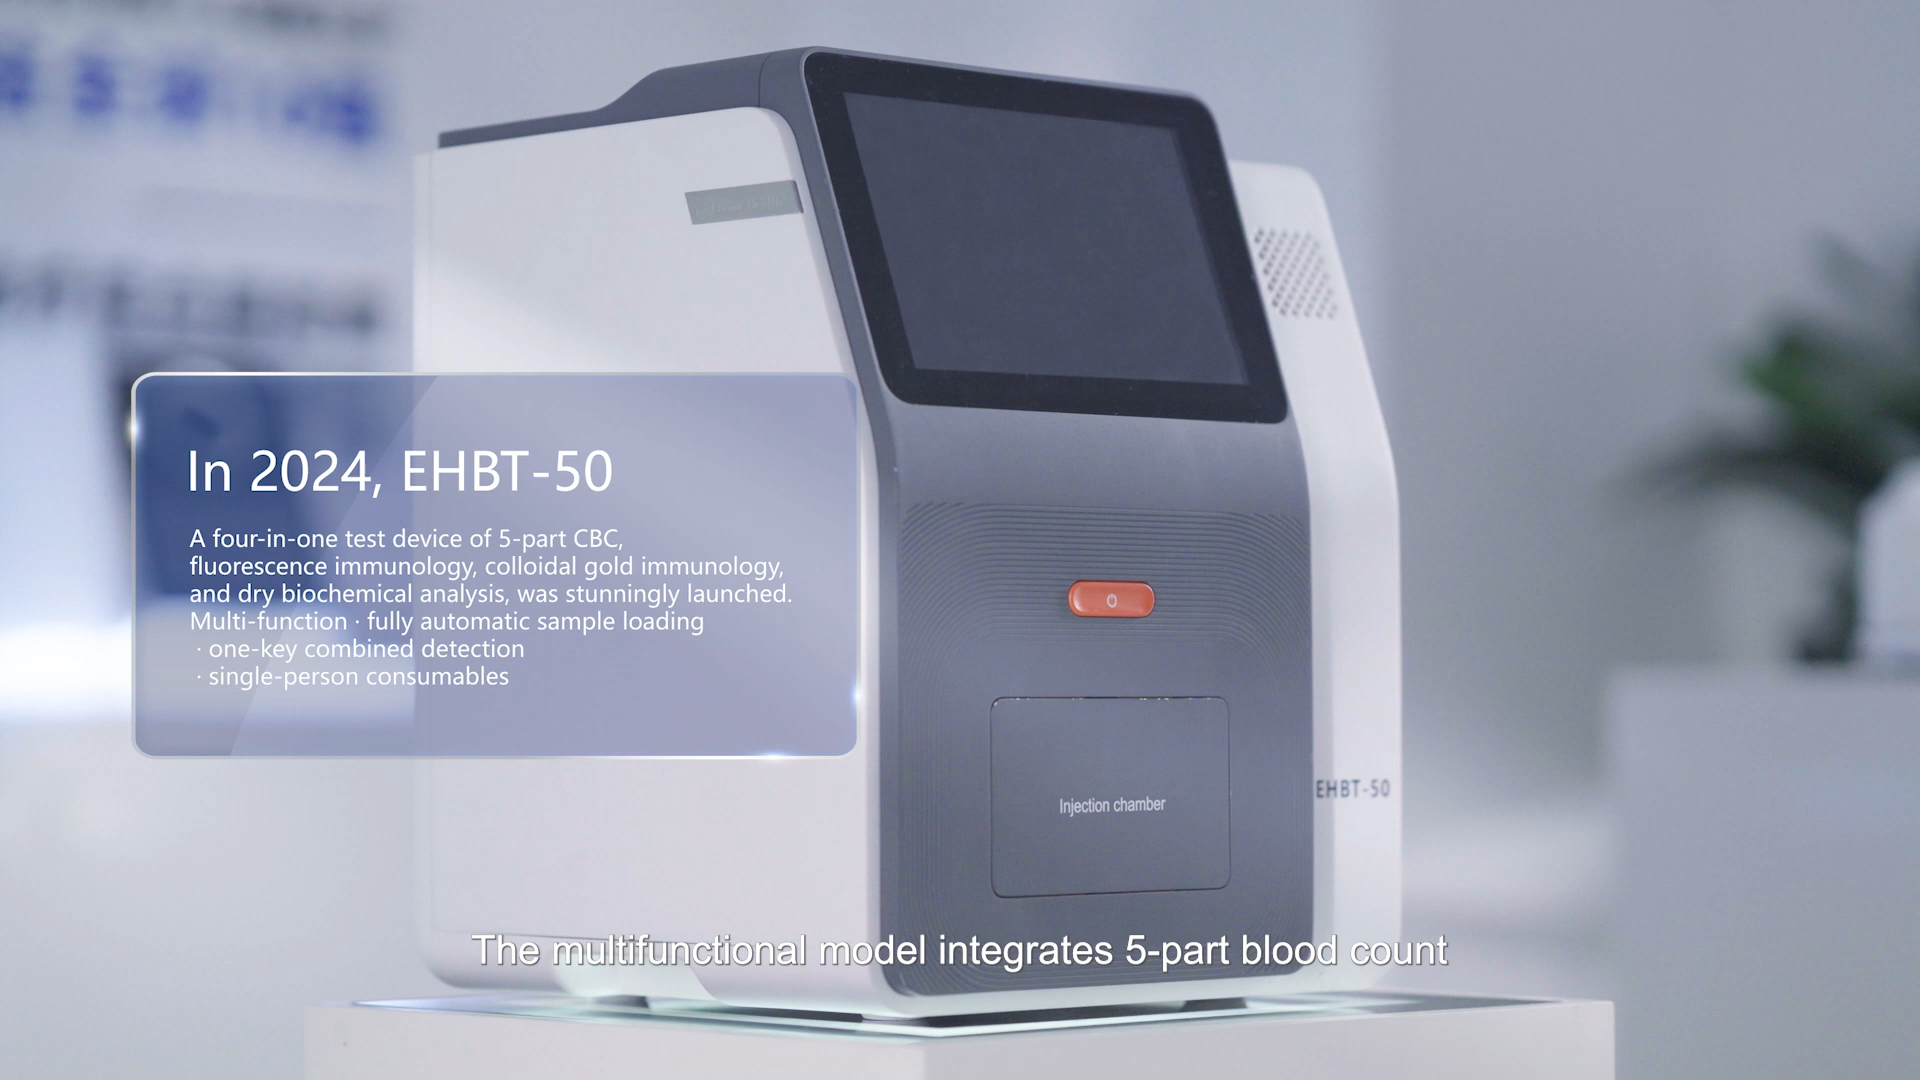 In 2024, EHBT-50
A four-in-one test device of 5-part CBC,
fluorescence immunology, colloidal gold immunology,
and dry biochemical analysis, was stunningly launched.
Multi-function · fully automatic sample loading
· one-key combined detection
· single-person consumables
EHBT-50
Injection chamber
The multifunctional model integrates 5-part blood count